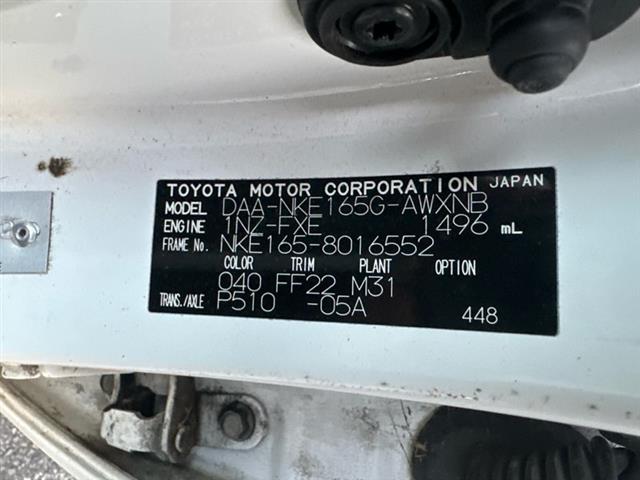 TOYOTA MOTOR CORPORATION JAPAN
MODEL DAA-NKE165G-AWXNB
ENGINE 1NZ-FXE 1496 mL
FRAME No. NKE165-8016552
COLOR TRIM PLANT OPTION
040 FF22 M31
TRANS./AXLE P510 -05A
448